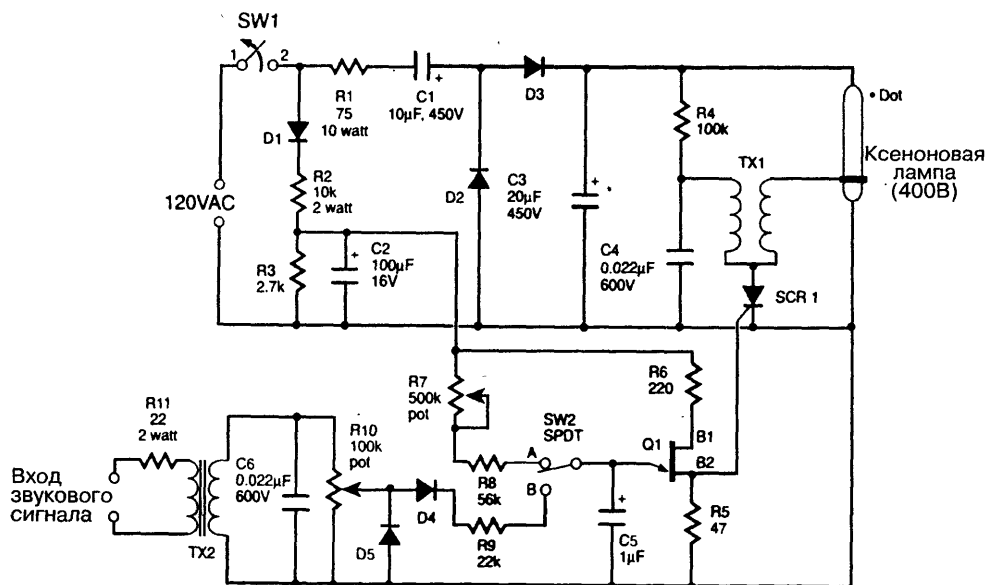 SW1
1
2
R1
75
10 watt
C1
+
10µF, 450V
D3
• Dot
D1
R4
100k
TX1
Ксеноновая
лампа
(400В)
R2
10k
2 watt
120VAC
D2
C3
20µF
450V
+
R3
2.7k
+
C2
100µF
16V
C4
0.022µF
600V
SCR 1
R7
500k
pot
R6
220
R11
22
2 watt
R10
100k
pot
SW2
SPDT
Q1
B1
B2
A
B
Вход
звукового
сигнала
C6
0.022µF
600V
R8
56k
D4
R9
22k
+
C5
1µF
R5
47
TX2
D5